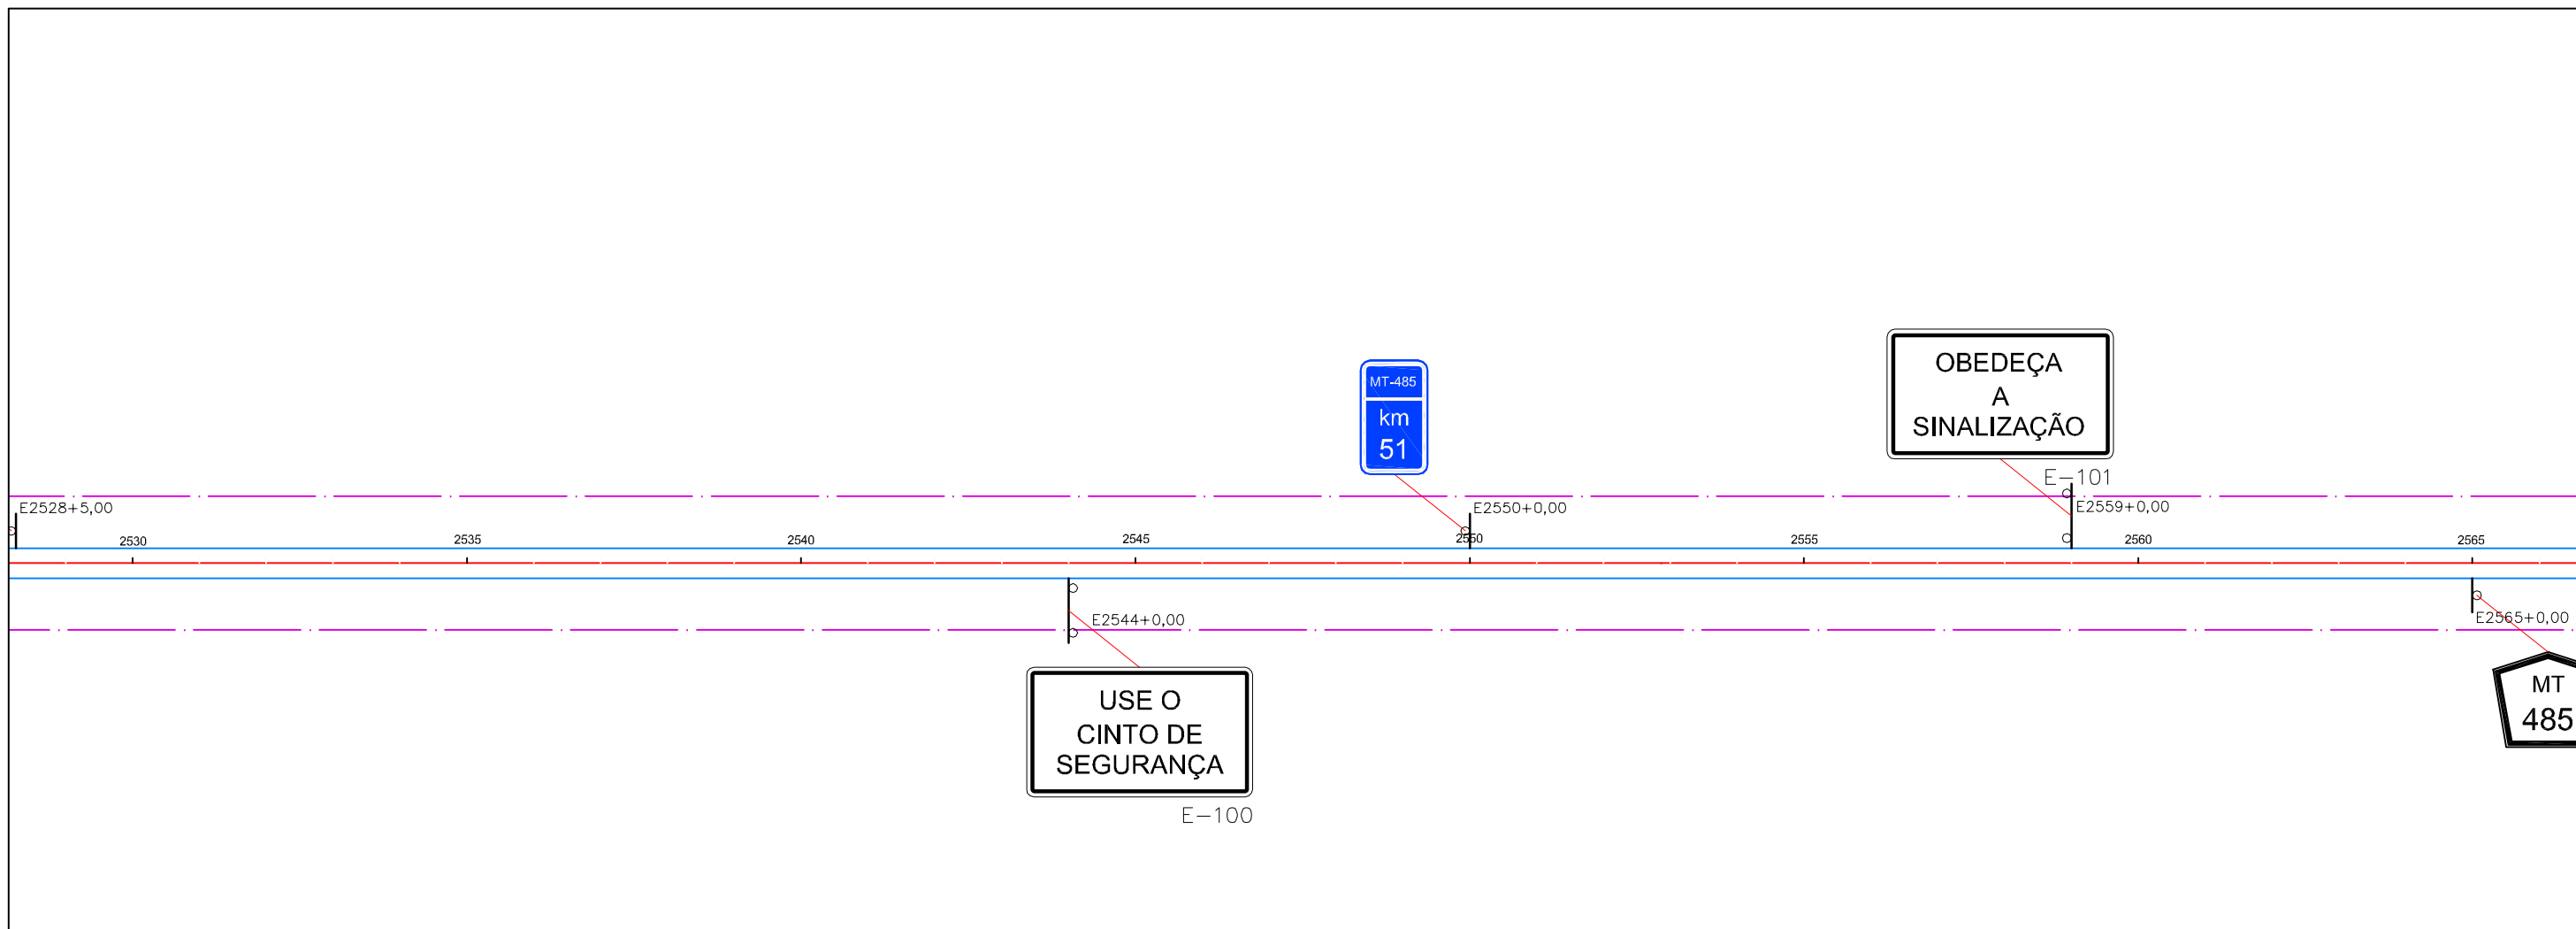 OBEDEÇA
A
SINALIZAÇÃO
E-101
MT-485
km
51
E2528+5,00
E2550+0,00
E2559+0,00
2530
2535
2540
2545
2550
2555
2560
2565
E2544+0,00
E2565+0,00
USE O
CINTO DE
SEGURANÇA
E-100
MT
485